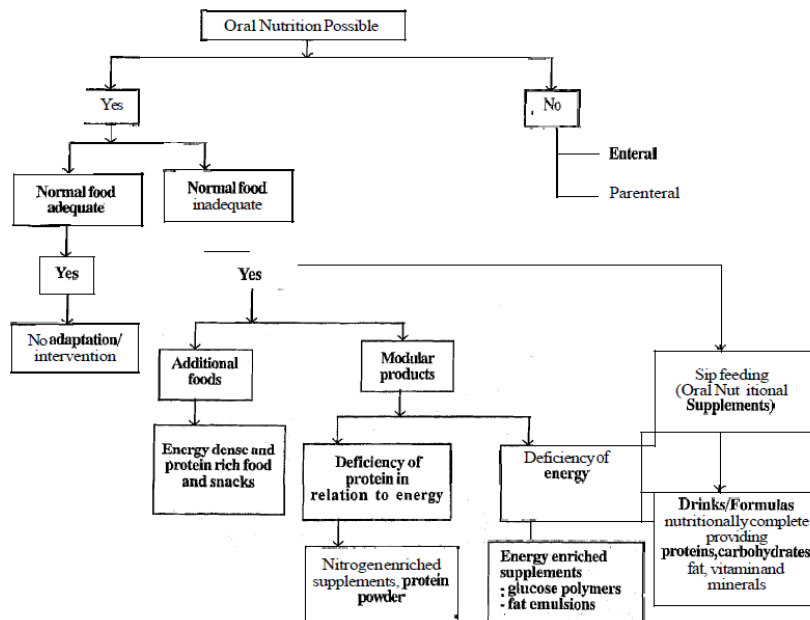 Oral Nutrition Possible
Yes
No
Enteral
Parenteral
Normal food
adequate
Normal food
inadequate
Yes
Yes
No adaptation/
intervention
Additional
foods
Modular
products
Sip feeding
(Oral Nut itional
Supplements)
Energy dense and
protein rich food
and snacks
Deficiency of
protein in
relation to energy
Deficiency of
energy
Drinks/Formulas
nutritionally complete
providing
proteins, carbohydrates
fat, vitamin and
minerals
Nitrogen enriched
supplements, protein
powder
Energy enriched
supplements
- glucose polymers
- fat emulsions